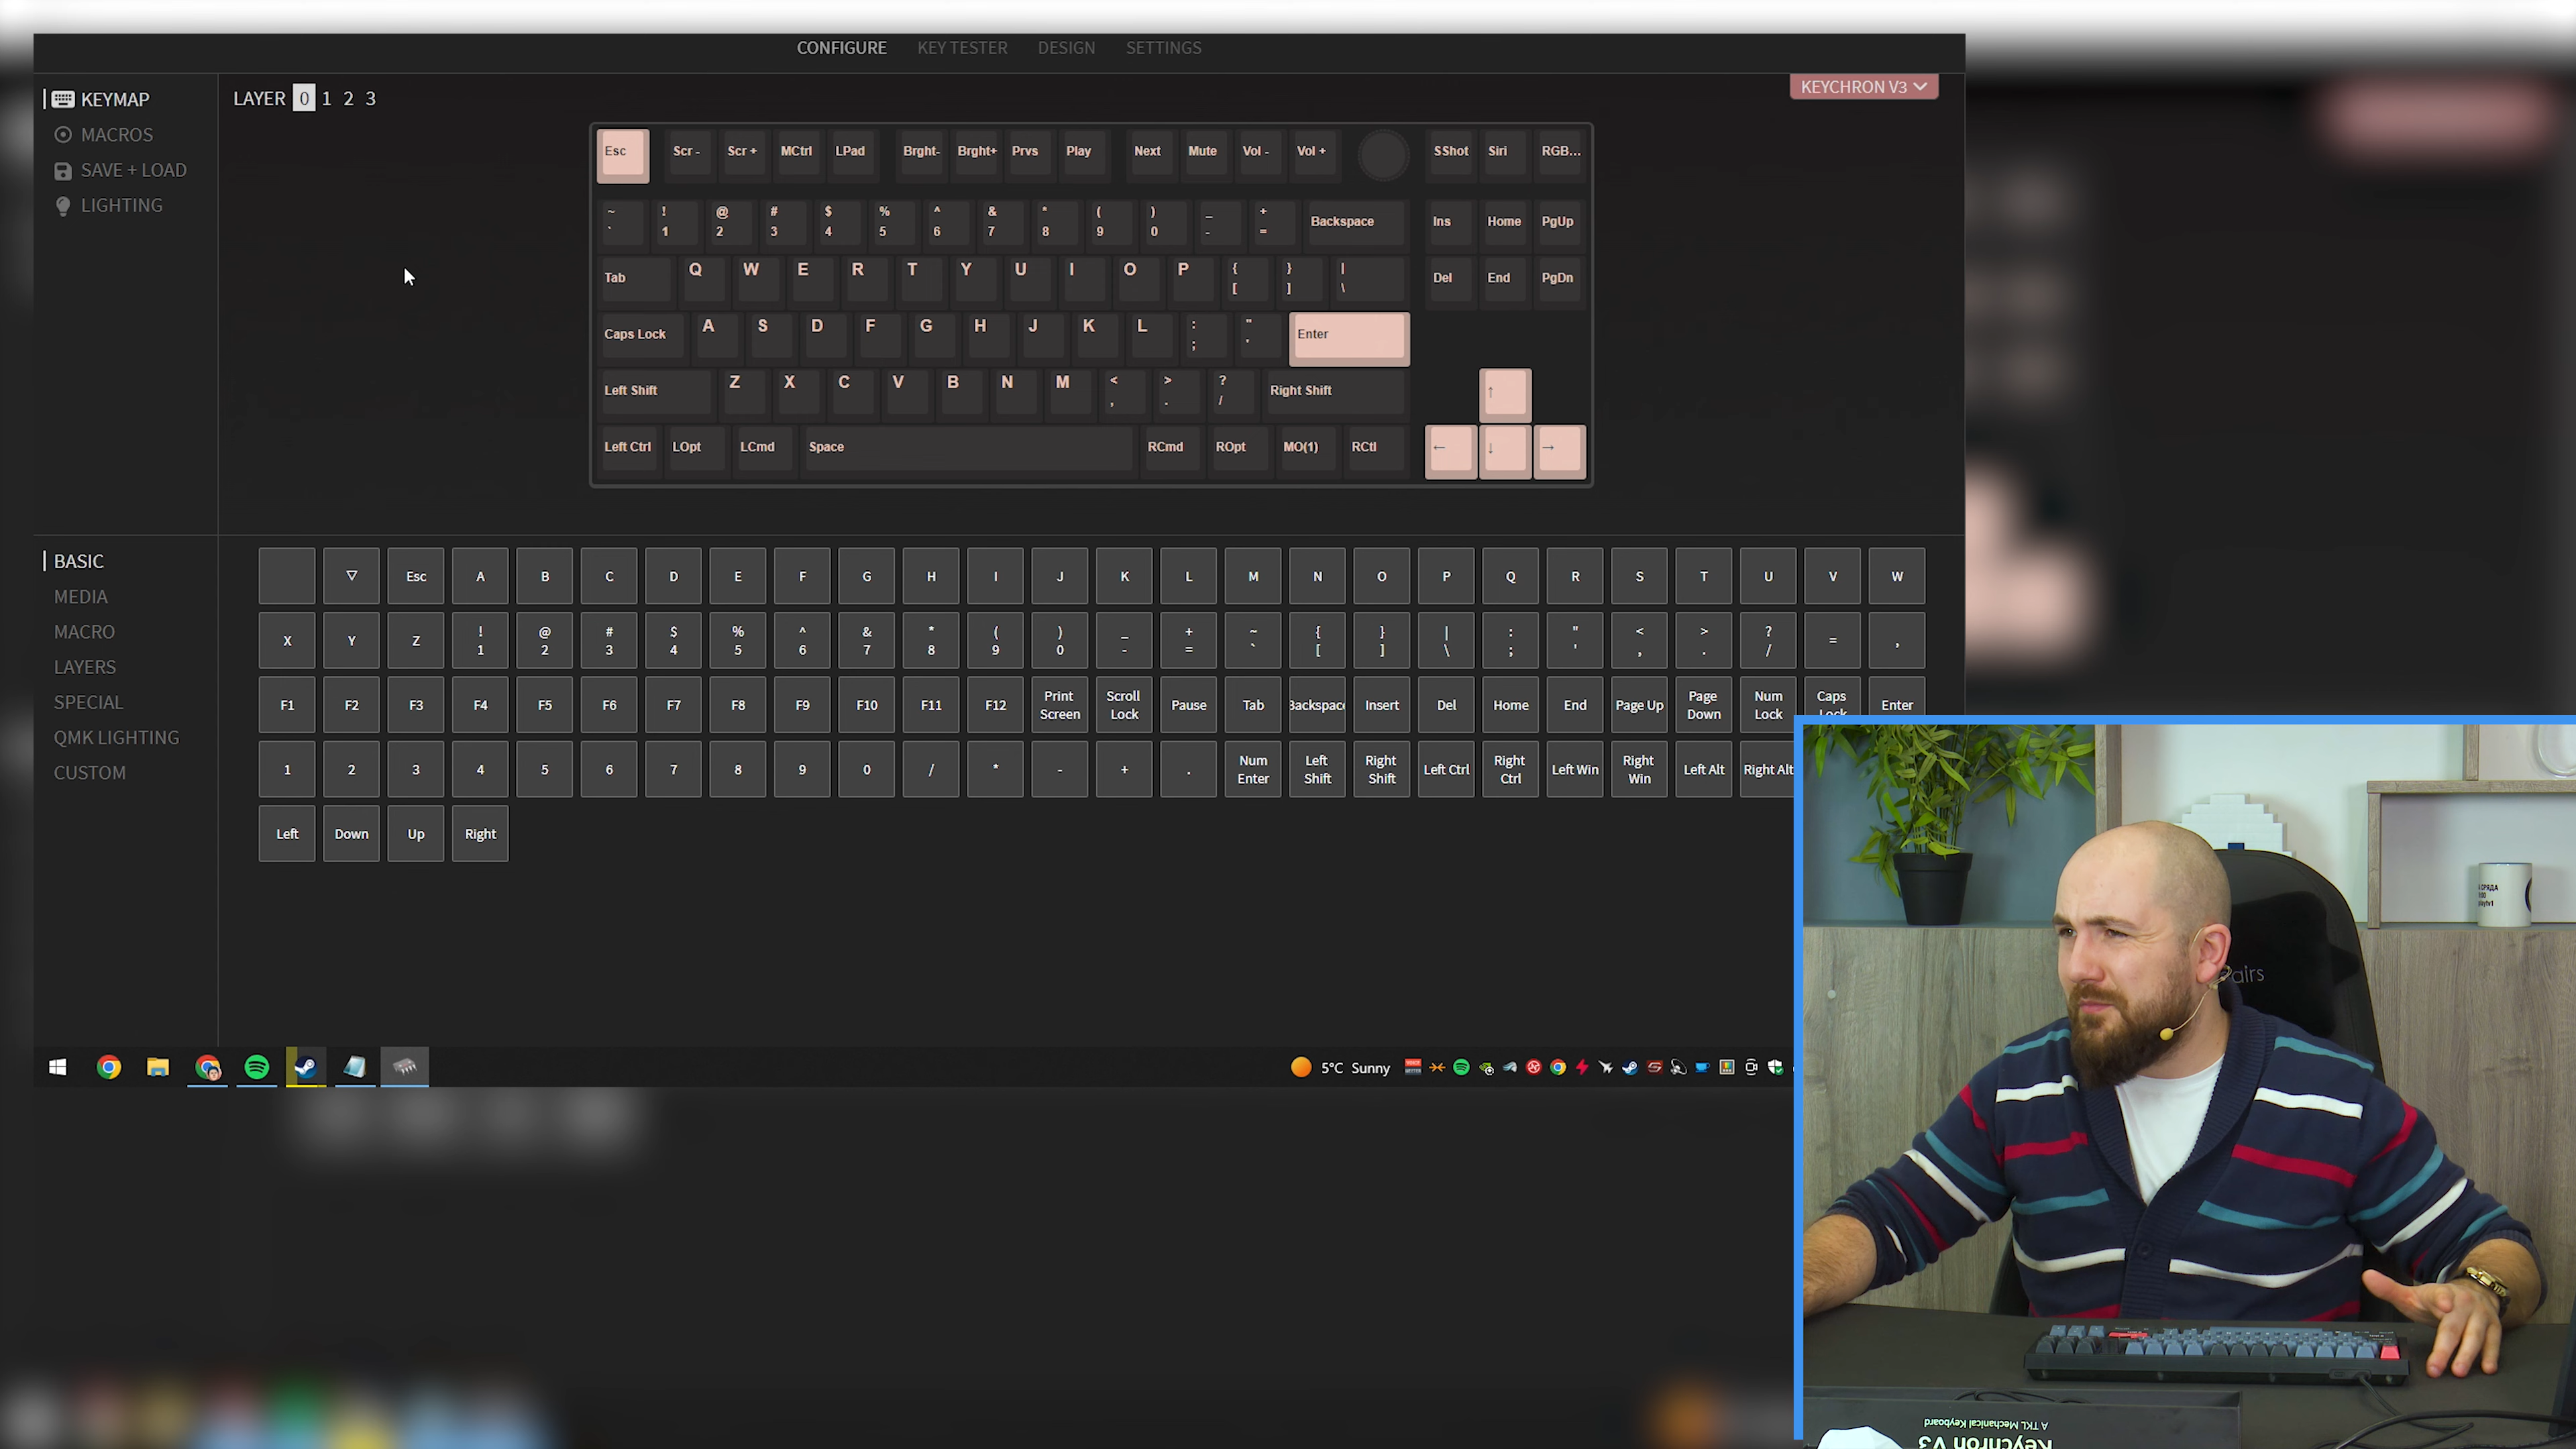 CONFIGURE KEY TESTER DESIGN SETTINGS
KEYMAP
MACROS
SAVE + LOAD
LIGHTING
LAYER 0 1 2 3
KEYCHRON V3
Esc Scr - Scr + MCtrl LPad Brght- Brght+ Prvs Play Next Mute Vol - Vol + SShot Siri RGB...
~ ! @ # $ % ^ & * ( ) _ + Backspace Ins Home PgUp
` 1 2 3 4 5 6 7 8 9 0 - =
Tab Q W E R T Y U I O P { } | Del End PgDn
[ ] \
Caps Lock A S D F G H J K L : " Enter
; '
Left Shift Z X C V B N M < > ? Right Shift ↑
, . /
Left Ctrl LOpt LCmd Space RCmd ROpt MO(1) RCtl ← ↓ →
BASIC
MEDIA
MACRO
LAYERS
SPECIAL
QMK LIGHTING
CUSTOM
▽ Esc A B C D E F G H I J K L M N O P Q R S T U V W
X Y Z ! @ # $ % ^ & * ( ) _ + ~ { } | : " < > ? = ,
1 2 3 4 5 6 7 8 9 0 - = ` [ ] \ ; ' , . /
F1 F2 F3 F4 F5 F6 F7 F8 F9 F10 F11 F12 Print Screen Scroll Lock Pause Tab Backspac Insert Del Home End Page Up Page Down Num Lock Caps Lock Enter
1 2 3 4 5 6 7 8 9 0 / * - + . Num Enter Left Shift Right Shift Left Ctrl Right Ctrl Left Win Right Win Left Alt Right Alt
Left Down Up Right
5°C Sunny
airs
A TKL Mechanical Keyboard
Keychron V3